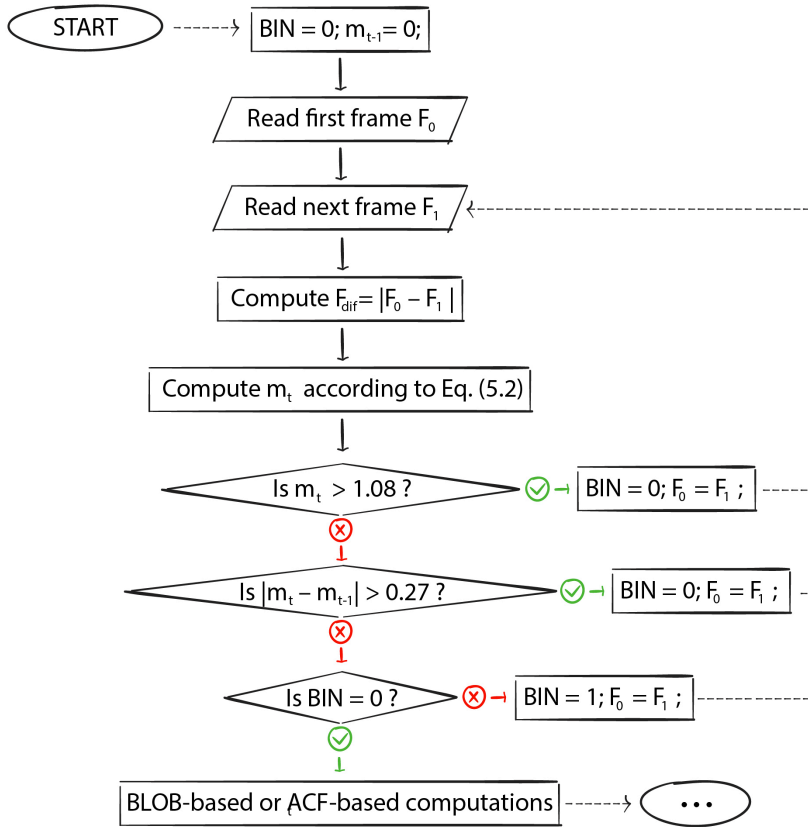 START
BIN = 0; mₜ₋₁= 0;
Read first frame F₀
Read next frame F₁
Compute F_dif= |F₀ – F₁ |
Compute mₜ according to Eq. (5.2)
Is mₜ > 1.08 ?
BIN = 0; F₀ = F₁ ;
Is |mₜ – mₜ₋₁| > 0.27 ?
BIN = 0; F₀ = F₁ ;
Is BIN = 0 ?
BIN = 1; F₀ = F₁ ;
BLOB-based or ACF-based computations
...